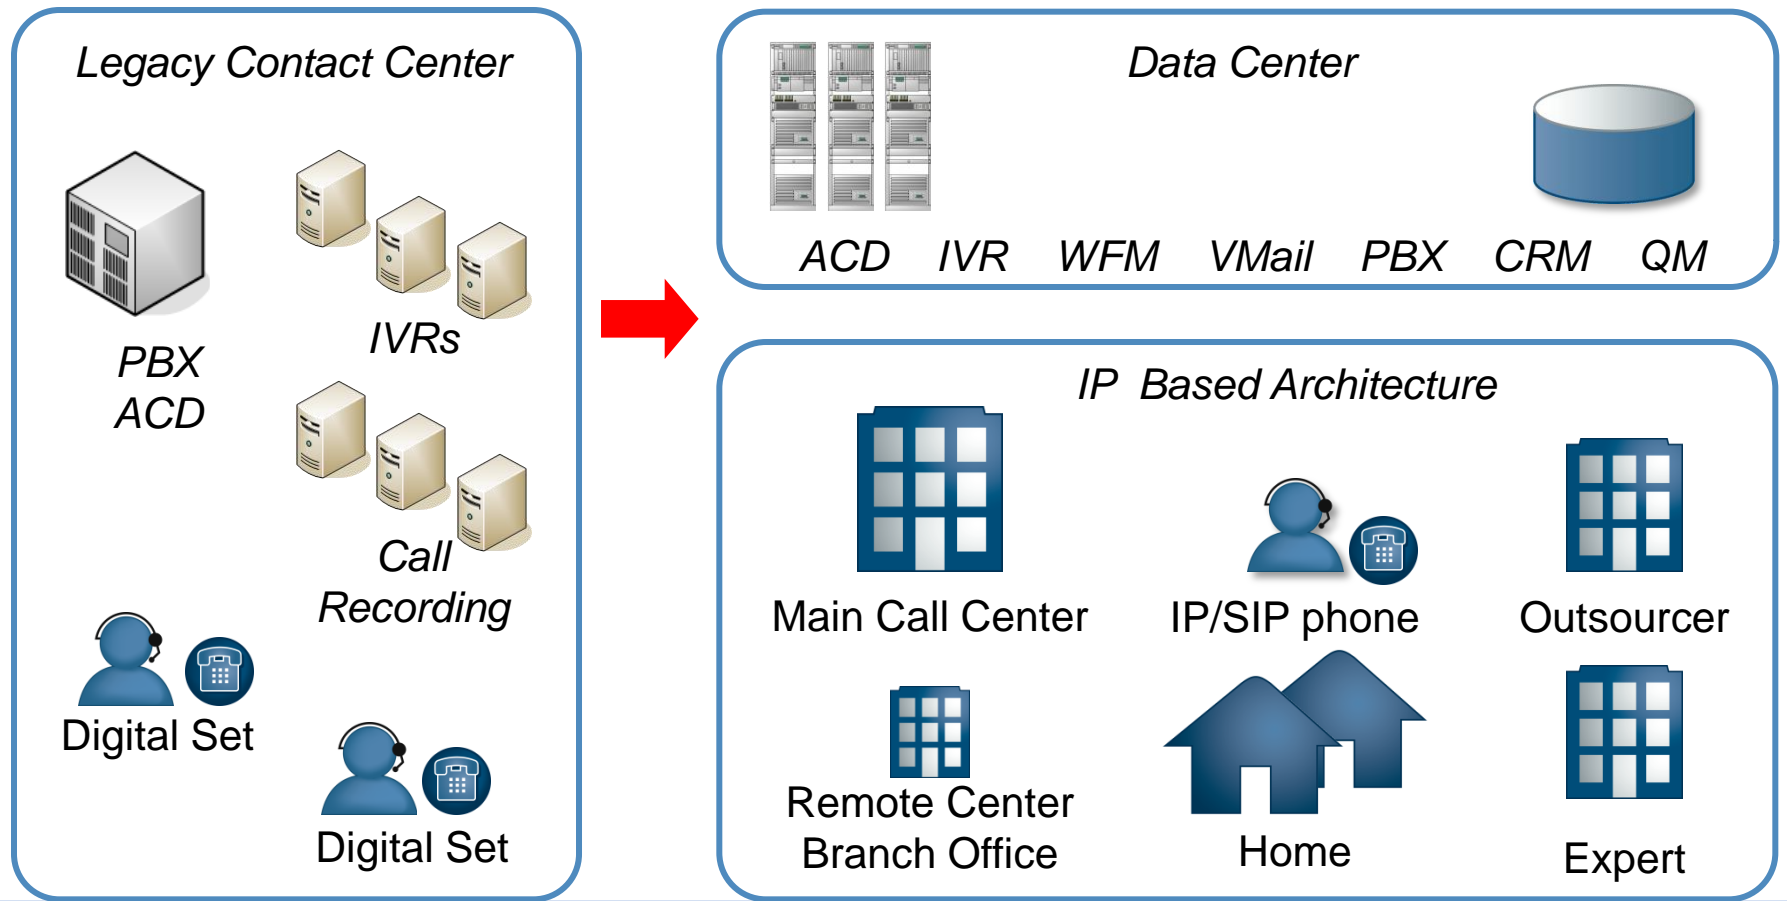 Legacy Contact Center
PBX
ACD
IVRs
Call
Recording
Digital Set
Digital Set
Data Center
ACD IVR WFM VMail PBX CRM QM
IP Based Architecture
Main Call Center
IP/SIP phone
Outsourcer
Remote Center
Branch Office
Home
Expert